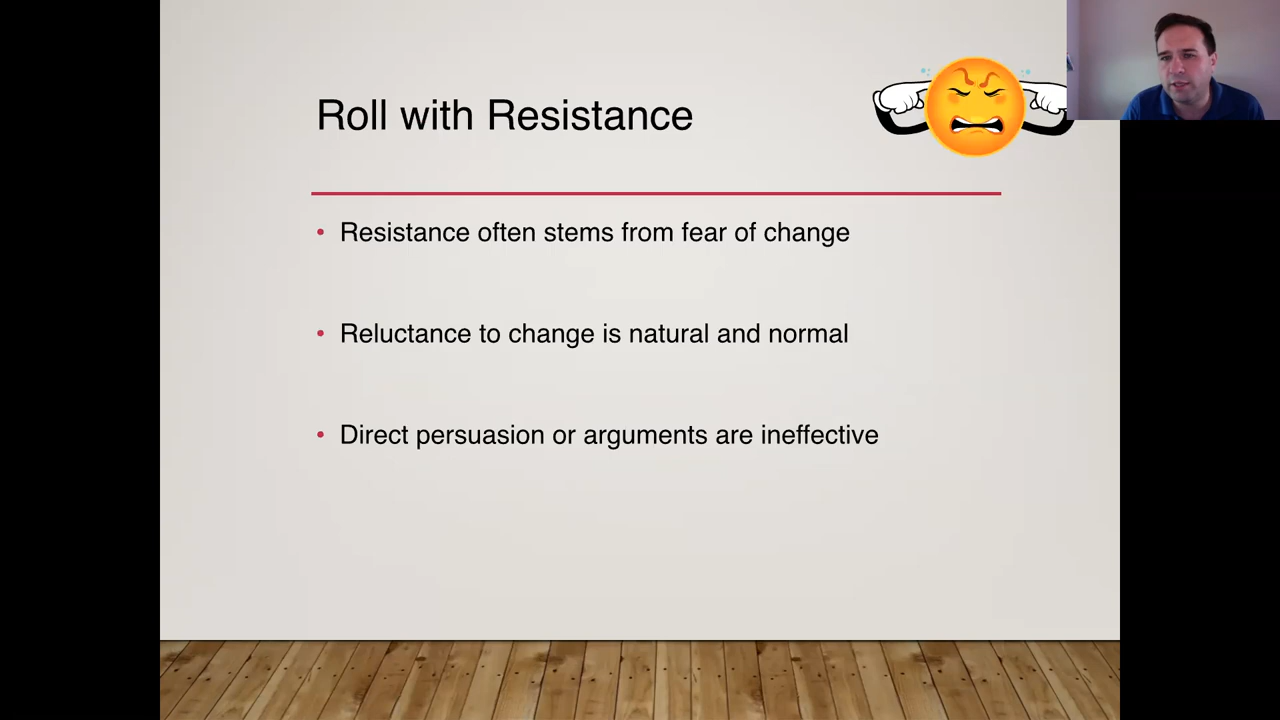 Roll with Resistance
• Resistance often stems from fear of change
• Reluctance to change is natural and normal
• Direct persuasion or arguments are ineffective